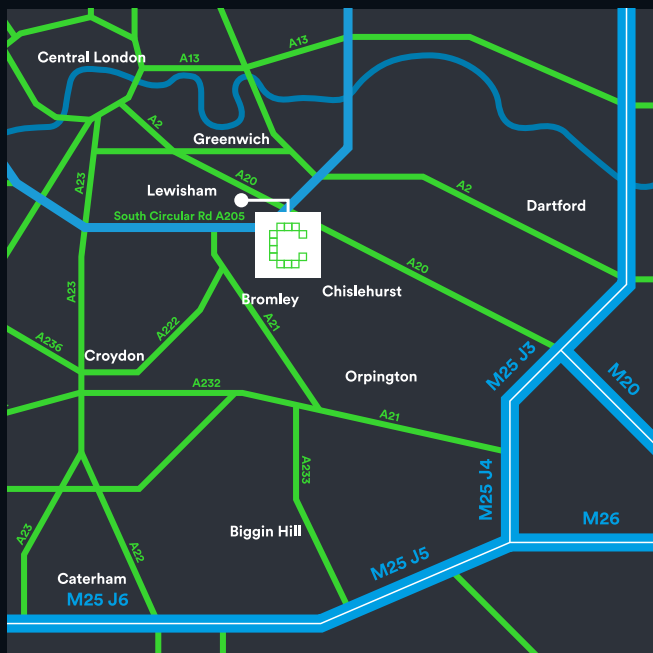 A13
Central London
A13
A2
Greenwich
A20
A23
Lewisham
A2
Dartford
South Circular Rd A205
A20
A23
Chislehurst
Bromley
A21
A222
A236
Croydon
M25 J3
M20
Orpington
A232
A21
A233
M25 J4
M26
Biggin Hill
A23
A22
M25 J5
Caterham
M25 J6